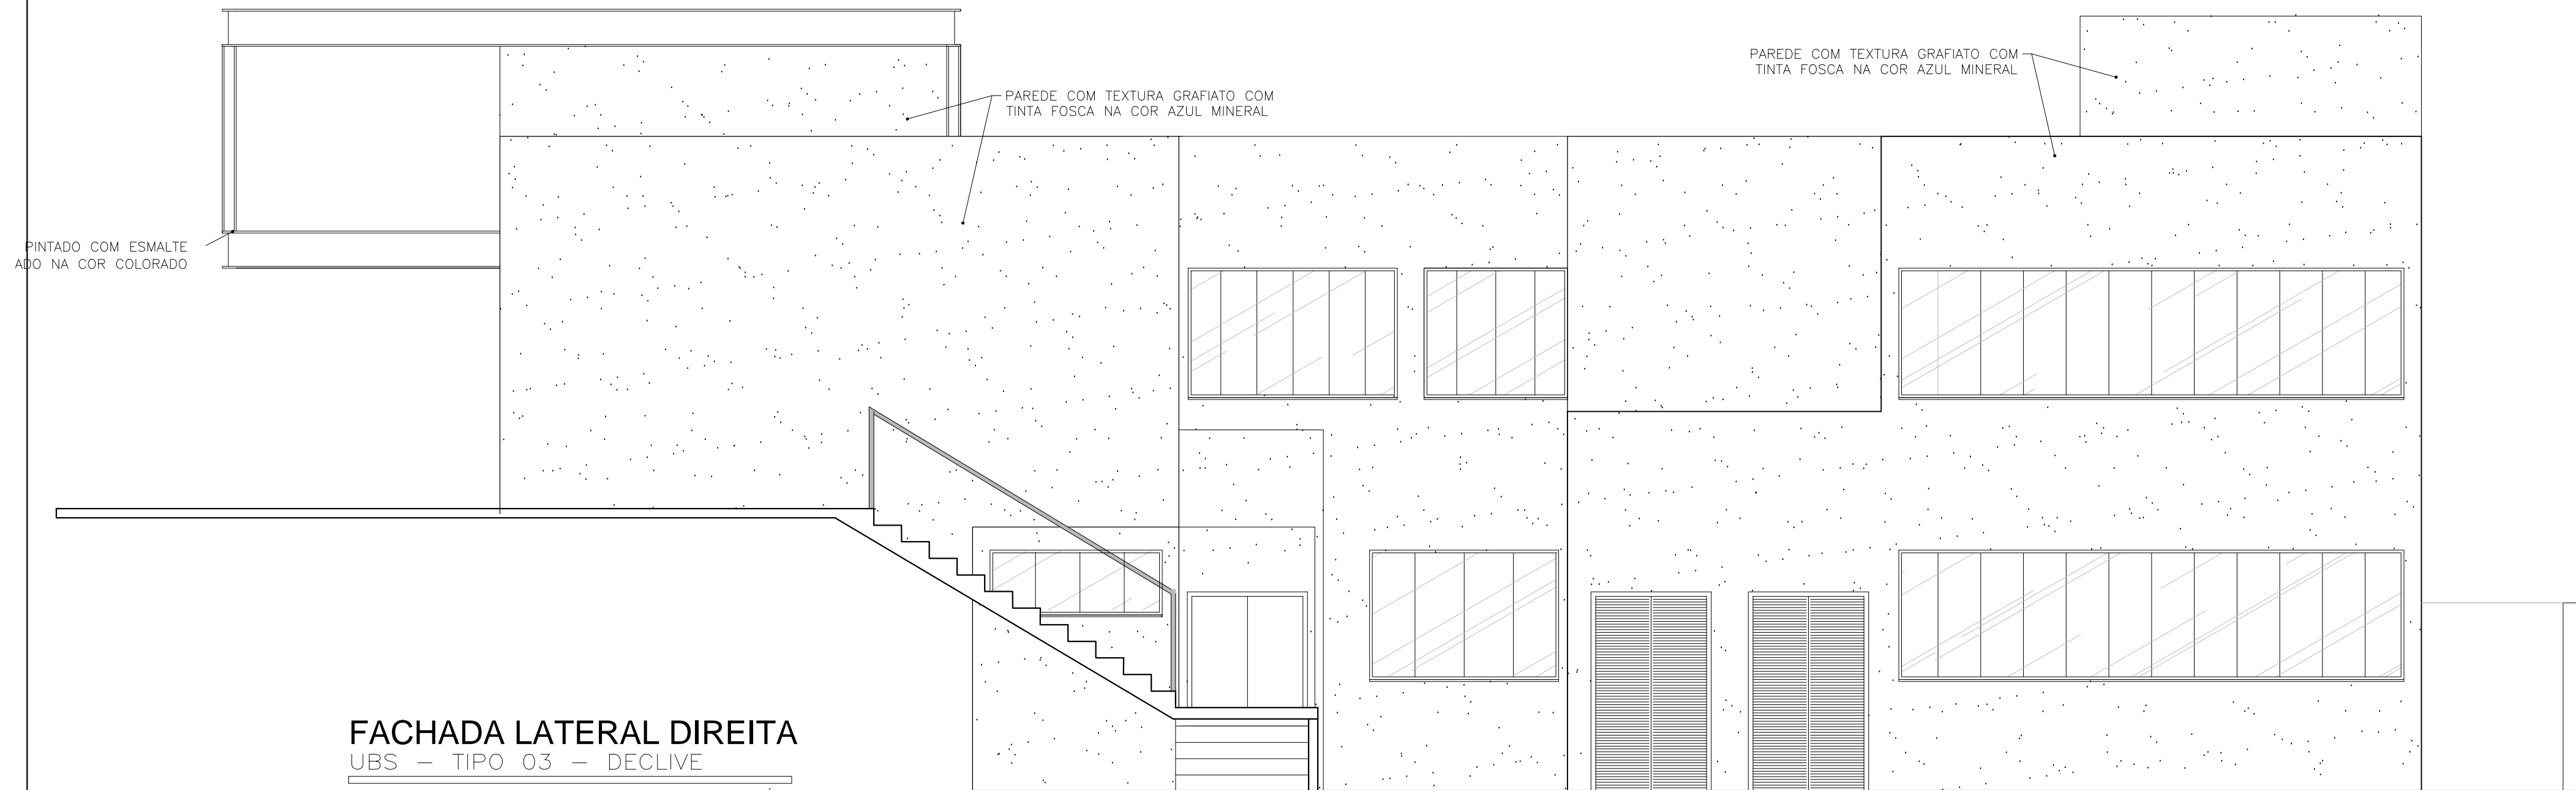 PAREDE COM TEXTURA GRAFIATO COM
TINTA FOSCA NA COR AZUL MINERAL
PAREDE COM TEXTURA GRAFIATO COM
TINTA FOSCA NA COR AZUL MINERAL
PINTADO COM ESMALTE
ADO NA COR COLORADO
FACHADA LATERAL DIREITA
UBS – TIPO 03 – DECLIVE